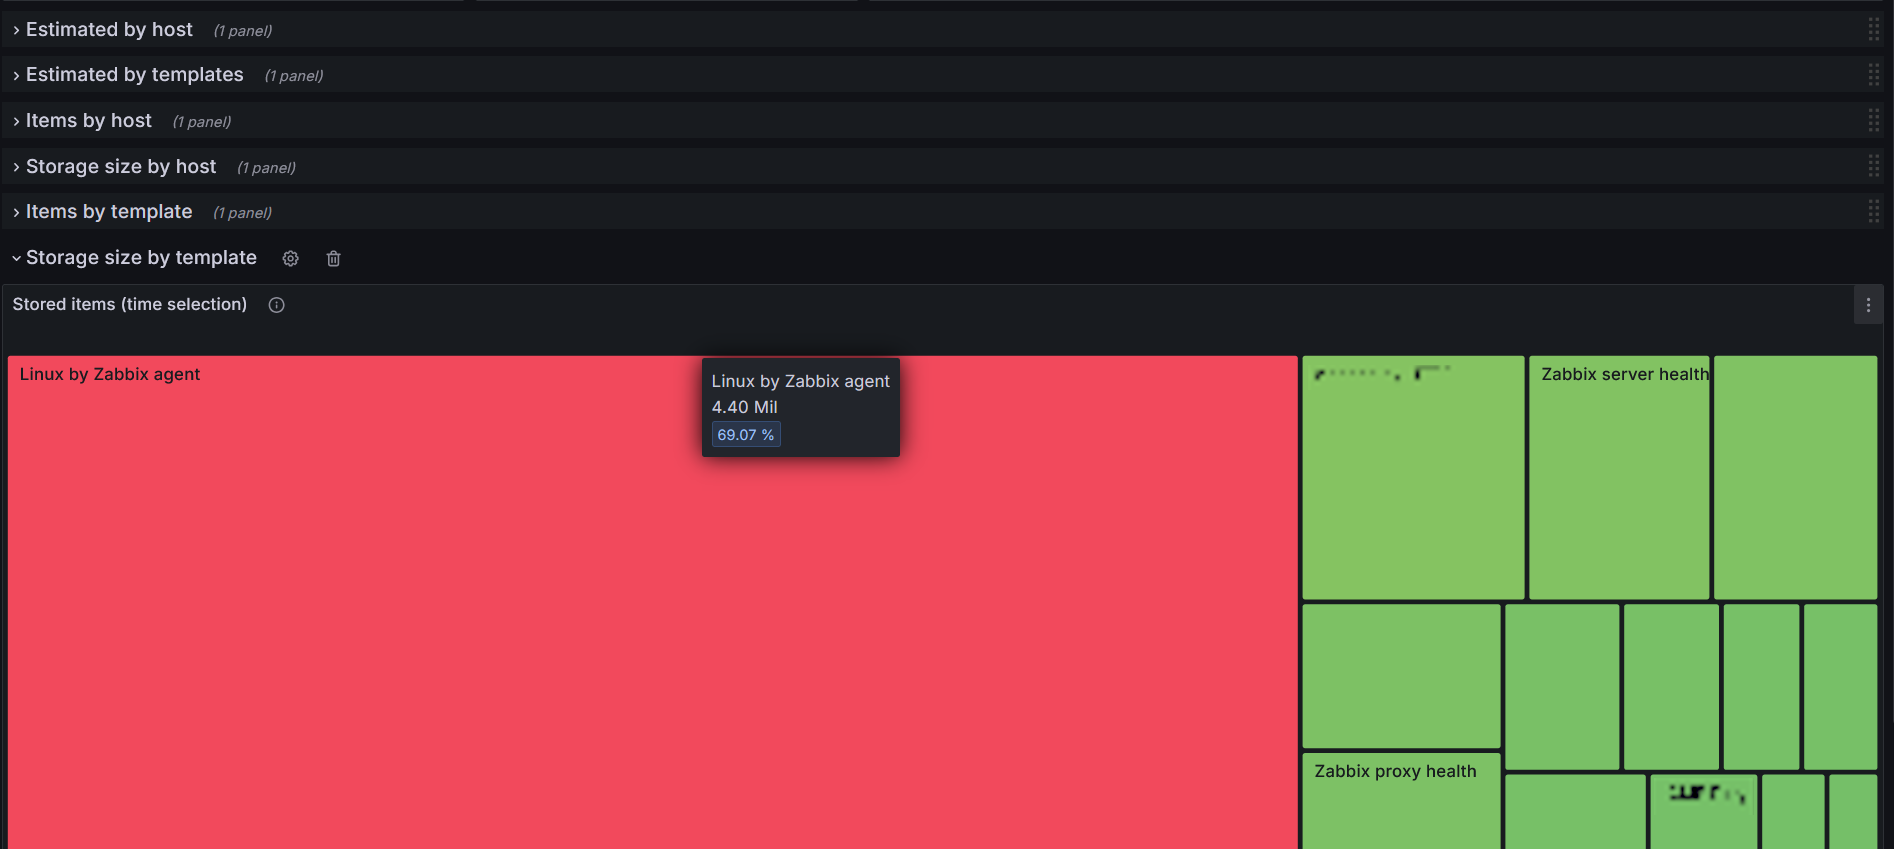 Estimated by host (1 panel)
Estimated by templates (1 panel)
Items by host (1 panel)
Storage size by host (1 panel)
Items by template (1 panel)
Storage size by template
Stored items (time selection)
Linux by Zabbix agent
Linux by Zabbix agent
4.40 Mil
69.07 %
Zabbix server health
Zabbix proxy health